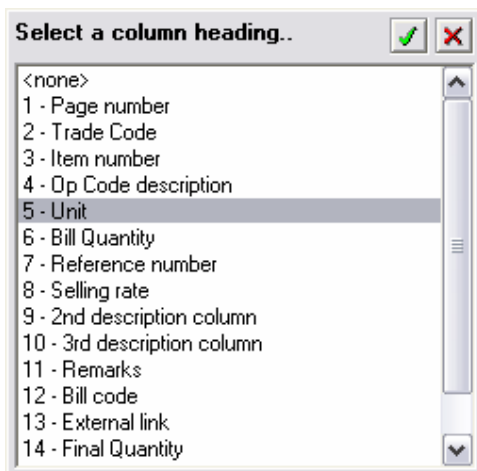 Select a column heading..
<none>
1 - Page number
2 - Trade Code
3 - Item number
4 - Op Code description
5 - Unit
6 - Bill Quantity
7 - Reference number
8 - Selling rate
9 - 2nd description column
10 - 3rd description column
11 - Remarks
12 - Bill code
13 - External link
14 - Final Quantity